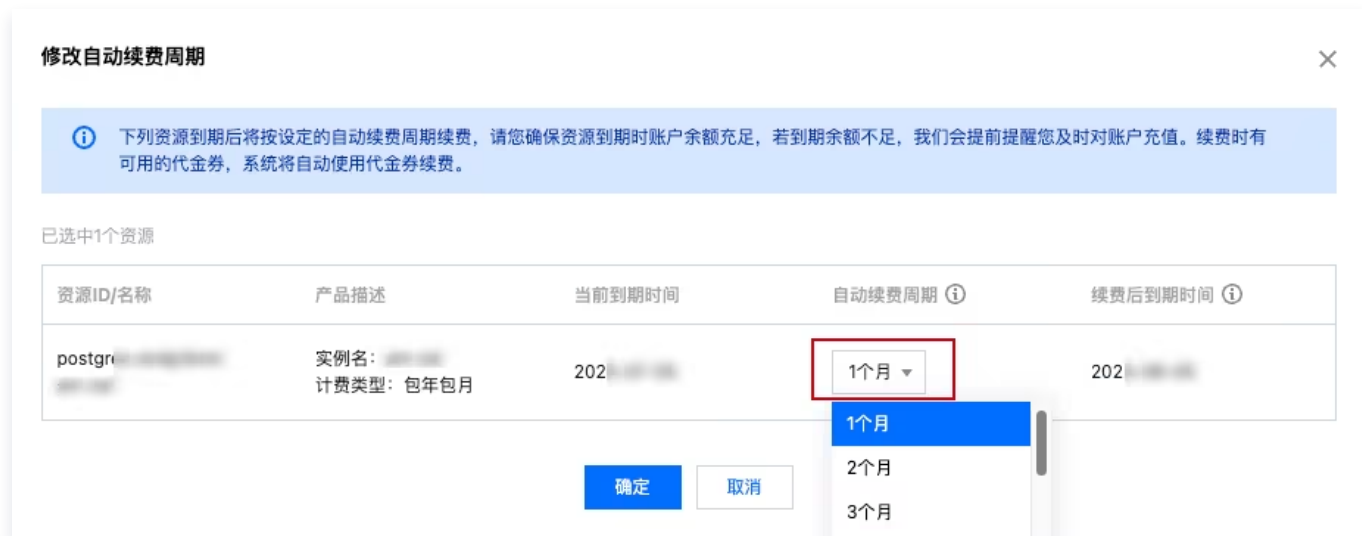 修改自动续费周期
下列资源到期后将按设定的自动续费周期续费，请您确保资源到期时账户余额充足，若到期余额不足，我们会提前提醒您及时对账户充值。续费时有
可用的代金券，系统将自动使用代金券续费。
已选中1个资源
资源ID/名称 产品描述 当前到期时间 自动续费周期 续费后到期时间
postgre 实例名：
计费类型：包年包月
202 1个月 202
1个月
2个月
3个月
确定 取消